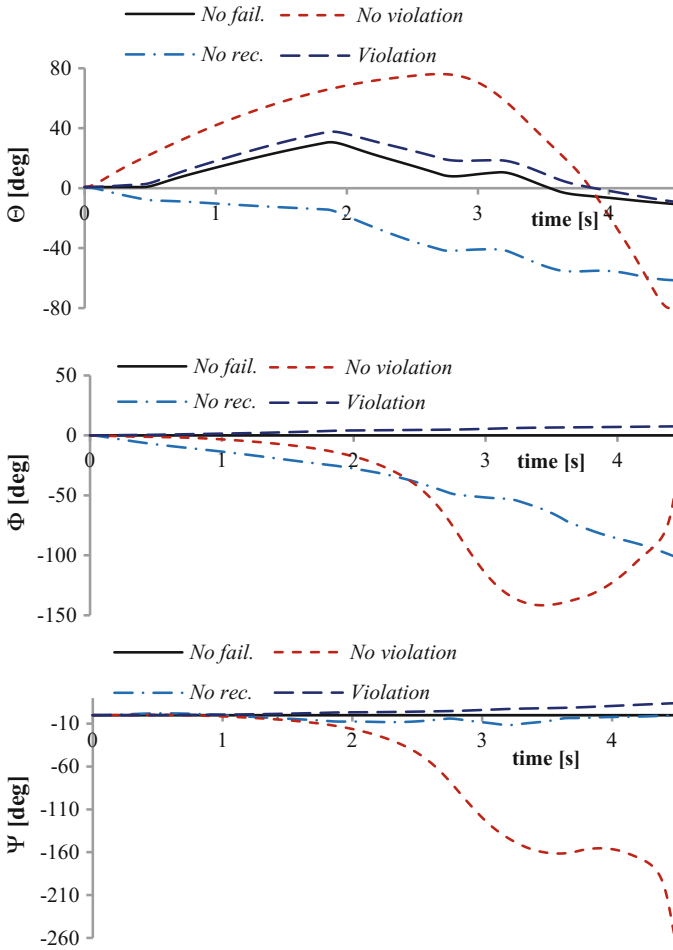 No fail. No violation
No rec. Violation
80
40
0
-40
-80
Θ [deg]
0 1 2 3 4
time [s]
No fail. No violation
No rec. Violation
50
0
-50
-100
-150
Φ [deg]
0 1 2 3 4
time [s]
No fail. No violation
No rec. Violation
-10
-60
-110
-160
-210
-260
Ψ [deg]
0 1 2 3 4
time [s]